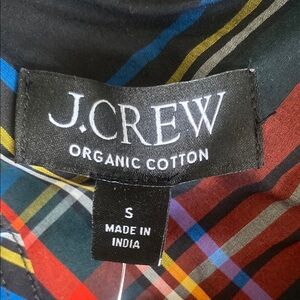 J.CREW
ORGANIC COTTON
S
MADE IN
INDIA